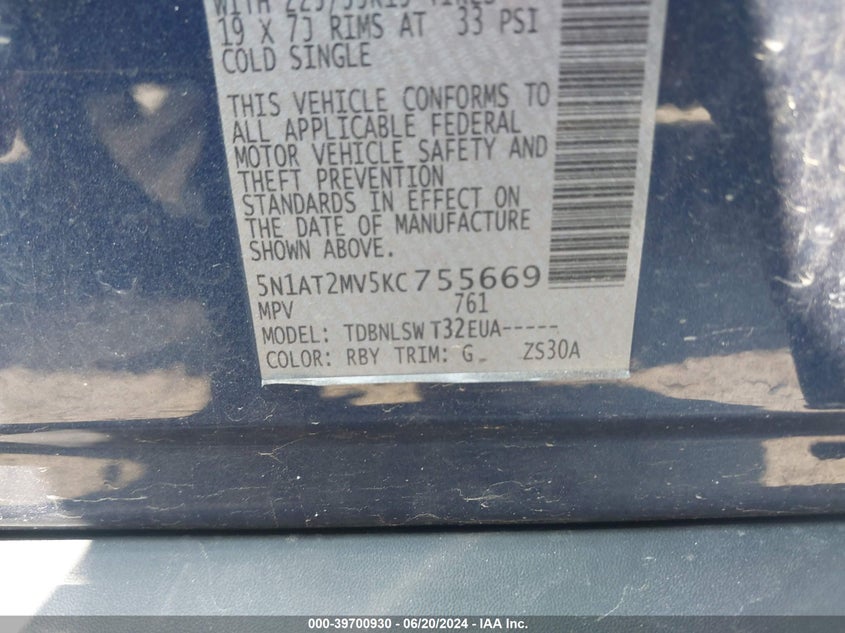 19 X 7J RIMS AT 33 PSI
COLD SINGLE
THIS VEHICLE CONFORMS TO
ALL APPLICABLE FEDERAL
MOTOR VEHICLE SAFETY AND
THEFT PREVENTION
STANDARDS IN EFFECT ON
THE DATE OF MANUFACTURE
SHOWN ABOVE.
5N1AT2MV5KC755669
MPV 761
MODEL: TDBNLSWT32EUA-----
COLOR: RBY TRIM: G ZS30A
000-39700930 - 06/20/2024 - IAA Inc.